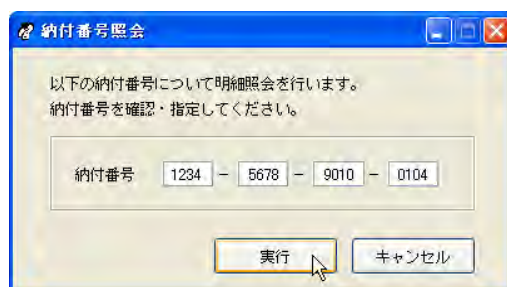 納付番号照会
以下の納付番号について明細照会を行います。
納付番号を確認・指定してください。
納付番号 1234 - 5678 - 9010 - 0104
実行 キャンセル